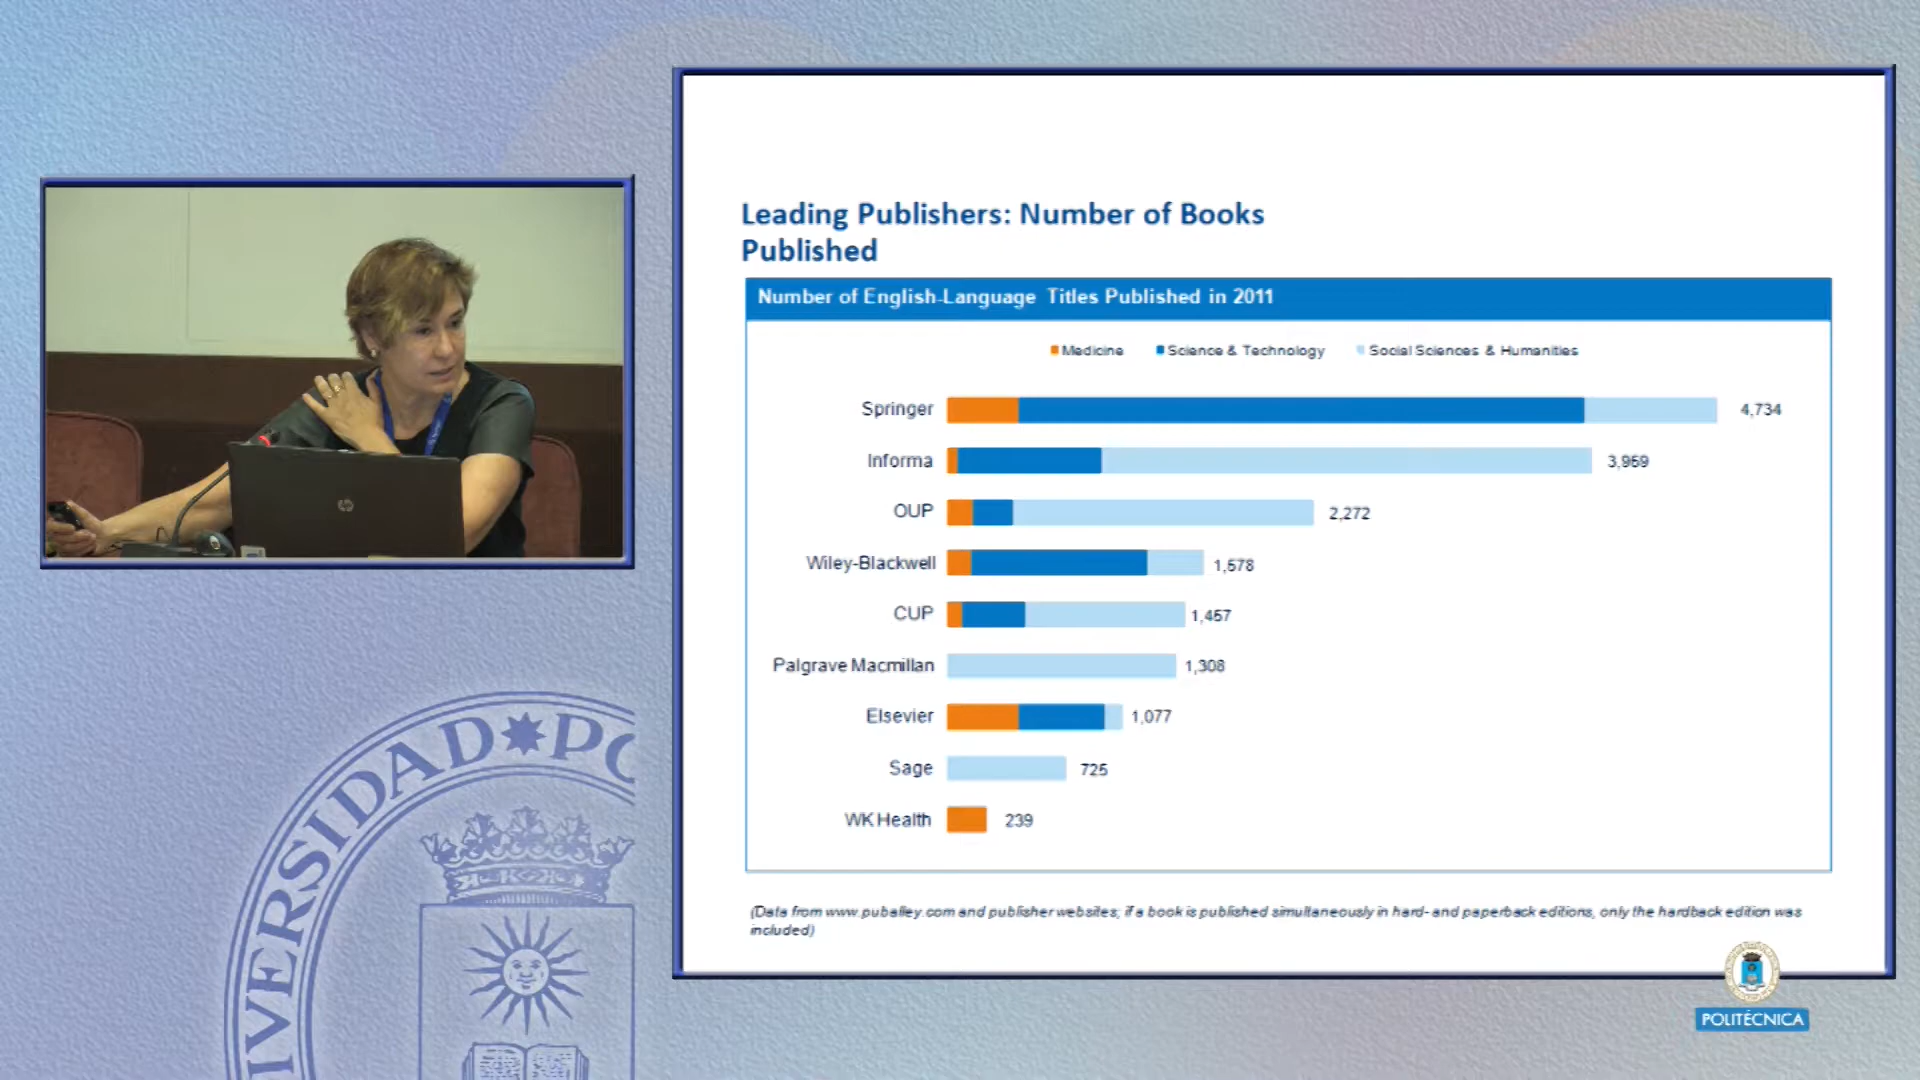 Leading Publishers: Number of Books
Published
Number of English-Language Titles Published in 2011
Medicine Science & Technology Social Sciences & Humanities
Springer 4,734
Informa 3,959
OUP 2,272
Wiley-Blackwell 1,578
CUP 1,457
Palgrave Macmillan 1,308
Elsevier 1,077
Sage 725
WK Health 239
(Data from www.puballey.com and publisher websites; if a book is published simultaneously in hard- and paperback editions, only the hardback edition was
included)
POLITÉCNICA
IVERSIDAD PO